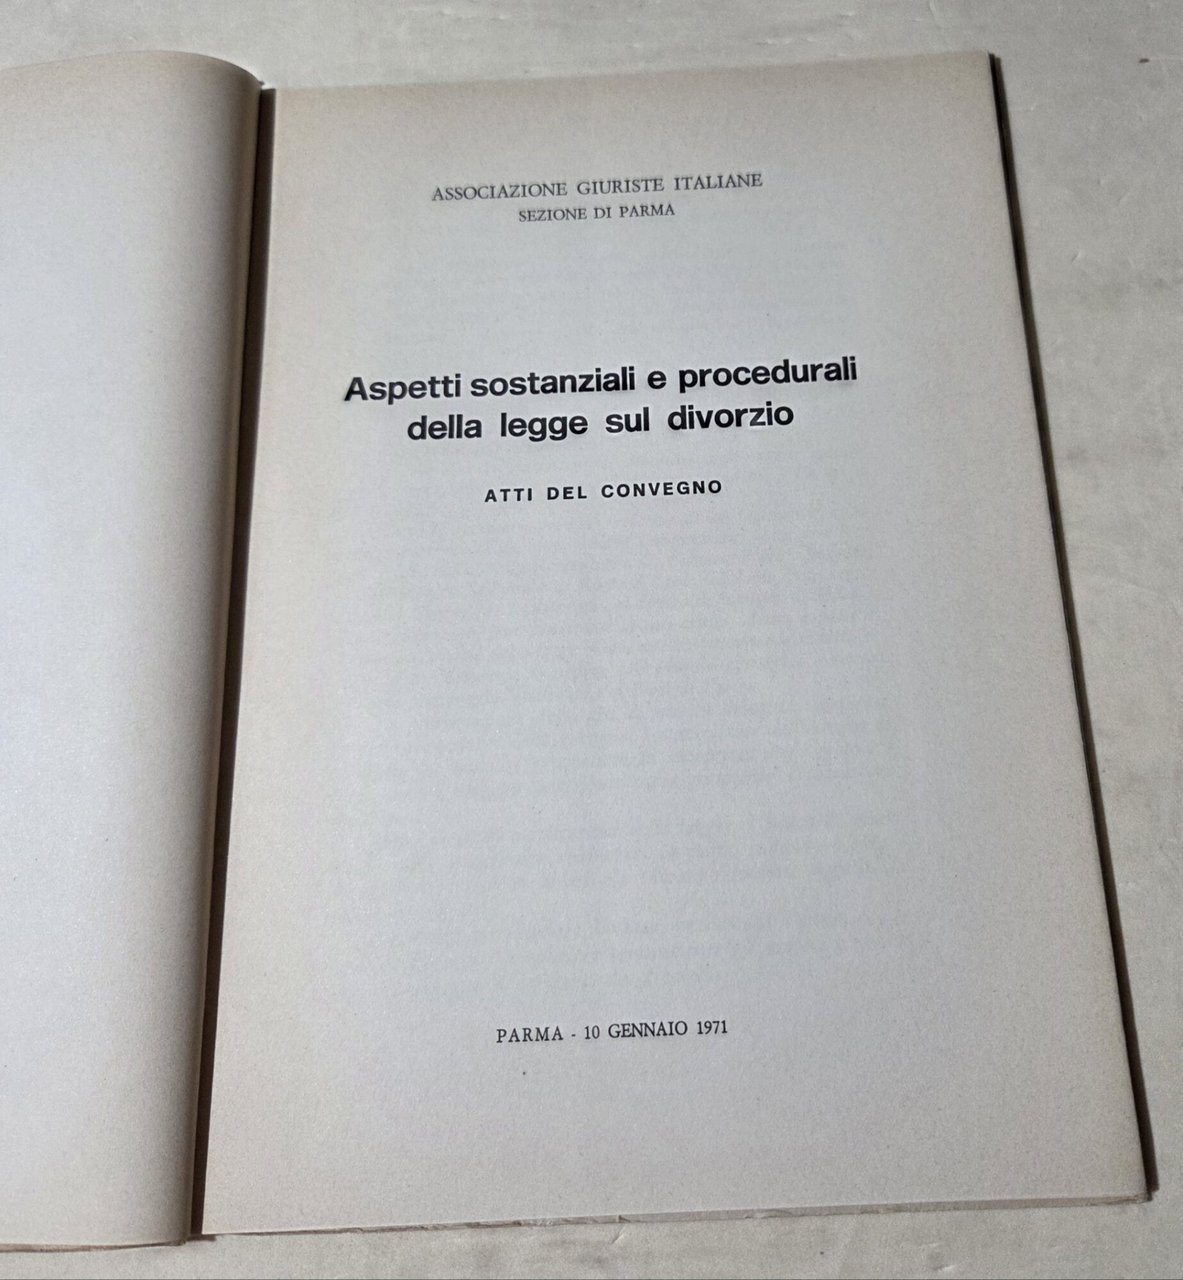 ASSOCIAZIONE GIURISTE ITALIANE
SEZIONE DI PARMA
Aspetti sostanziali e procedurali
della legge sul divorzio
ATTI DEL CONVEGNO
PARMA - 10 GENNAIO 1971